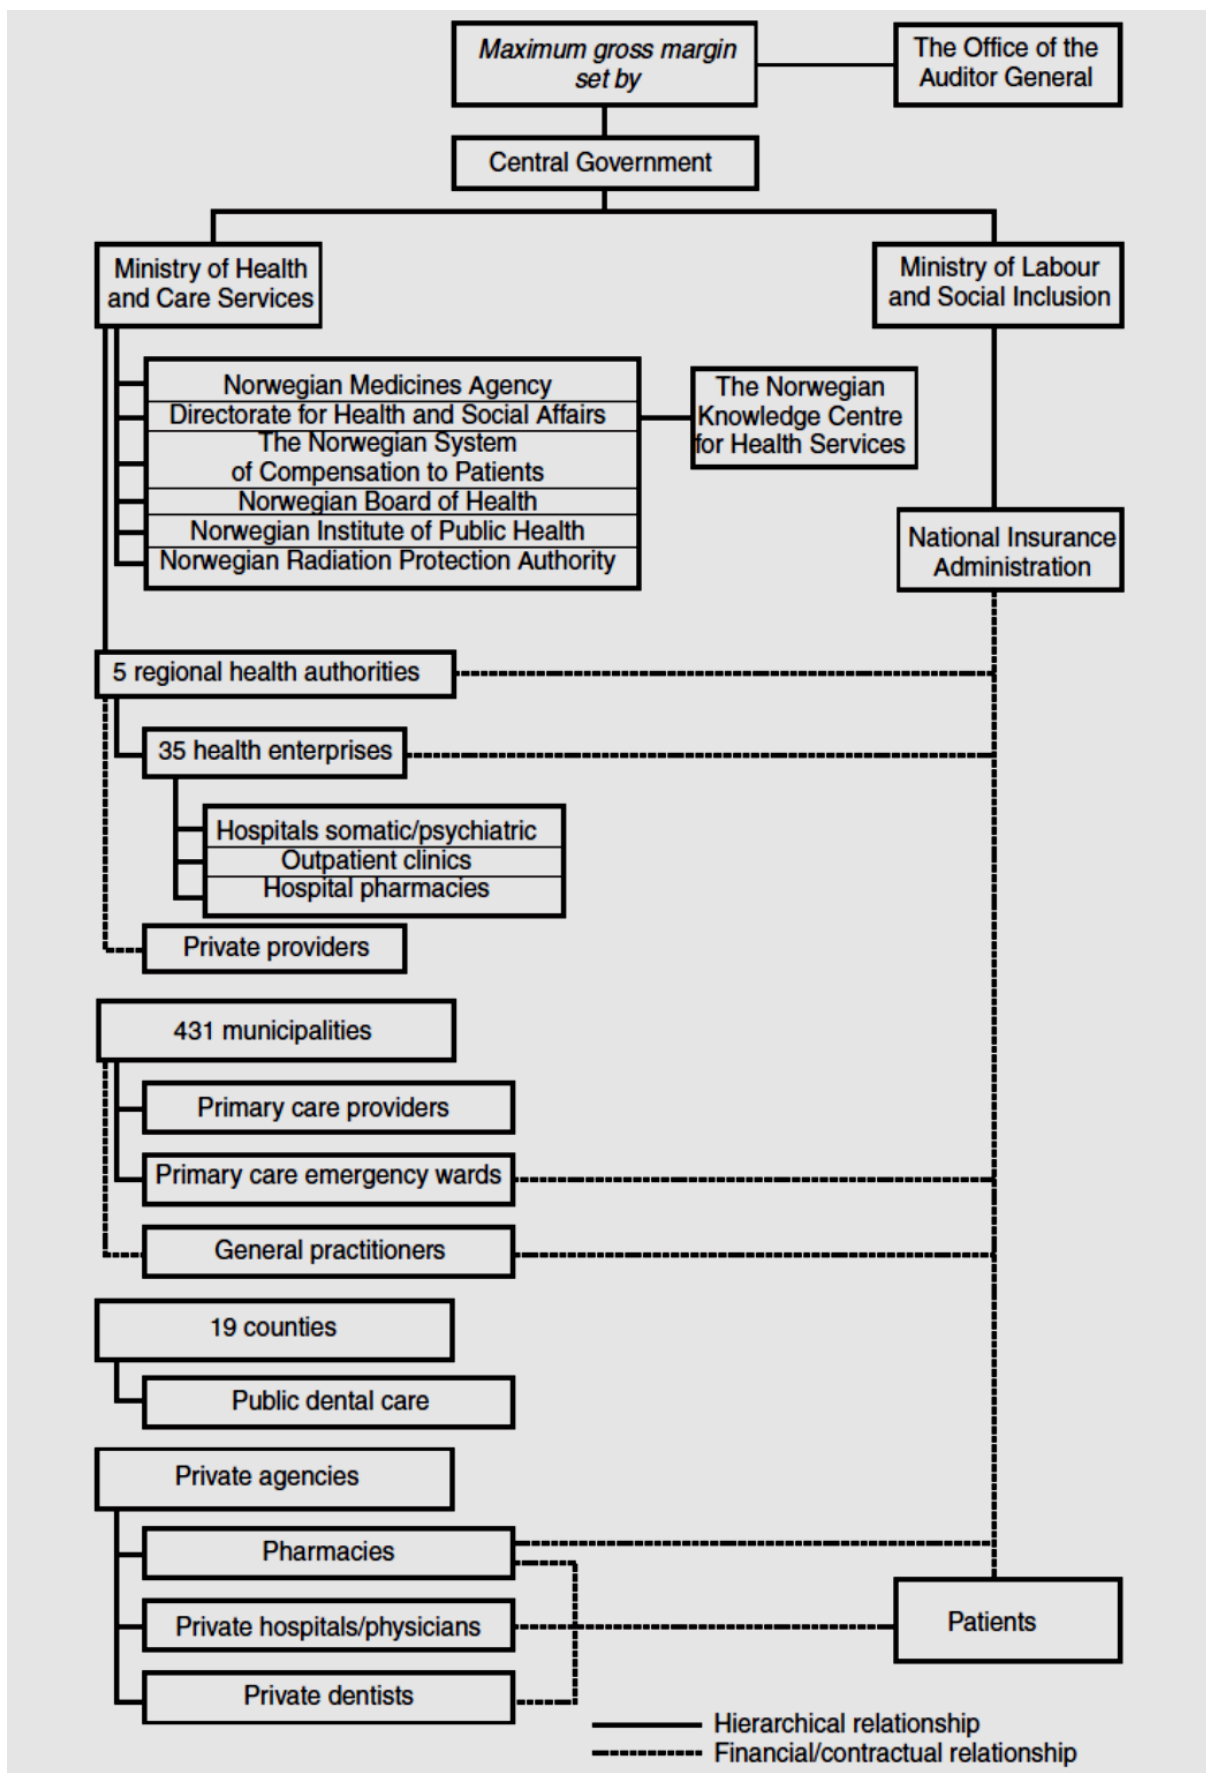 Maximum gross margin
set by
The Office of the
Auditor General
Central Government
Ministry of Health
and Care Services
Ministry of Labour
and Social Inclusion
Norwegian Medicines Agency
Directorate for Health and Social Affairs
The Norwegian System
of Compensation to Patients
Norwegian Board of Health
Norwegian Institute of Public Health
Norwegian Radiation Protection Authority
The Norwegian
Knowledge Centre
for Health Services
National Insurance
Administration
5 regional health authorities
35 health enterprises
Hospitals somatic/psychiatric
Outpatient clinics
Hospital pharmacies
Private providers
431 municipalities
Primary care providers
Primary care emergency wards
General practitioners
19 counties
Public dental care
Private agencies
Pharmacies
Private hospitals/physicians
Private dentists
Patients
Hierarchical relationship
Financial/contractual relationship